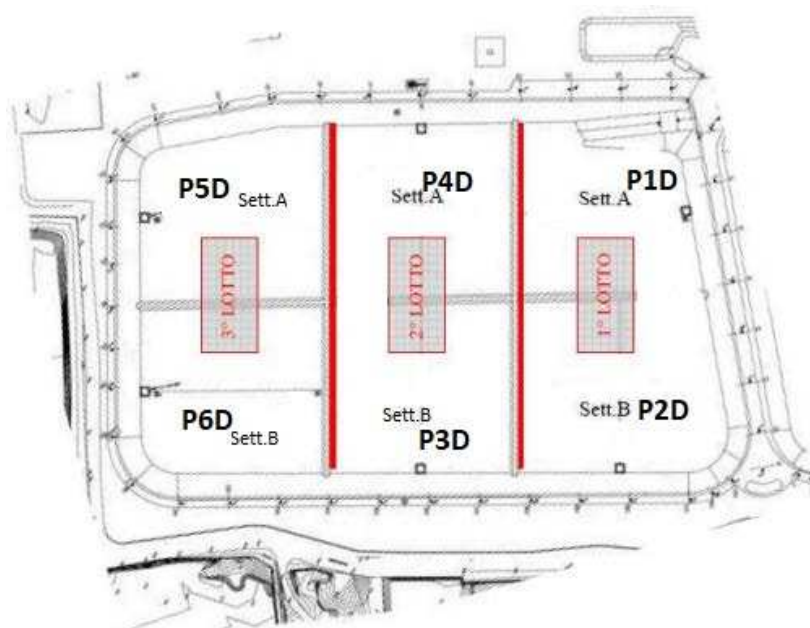 P5D
Sett.A
P4D
Sett.A
P1D
Sett.A
3° LOTTO
2° LOTTO
1° LOTTO
P6D
Sett.B
Sett.B
P3D
Sett.B P2D